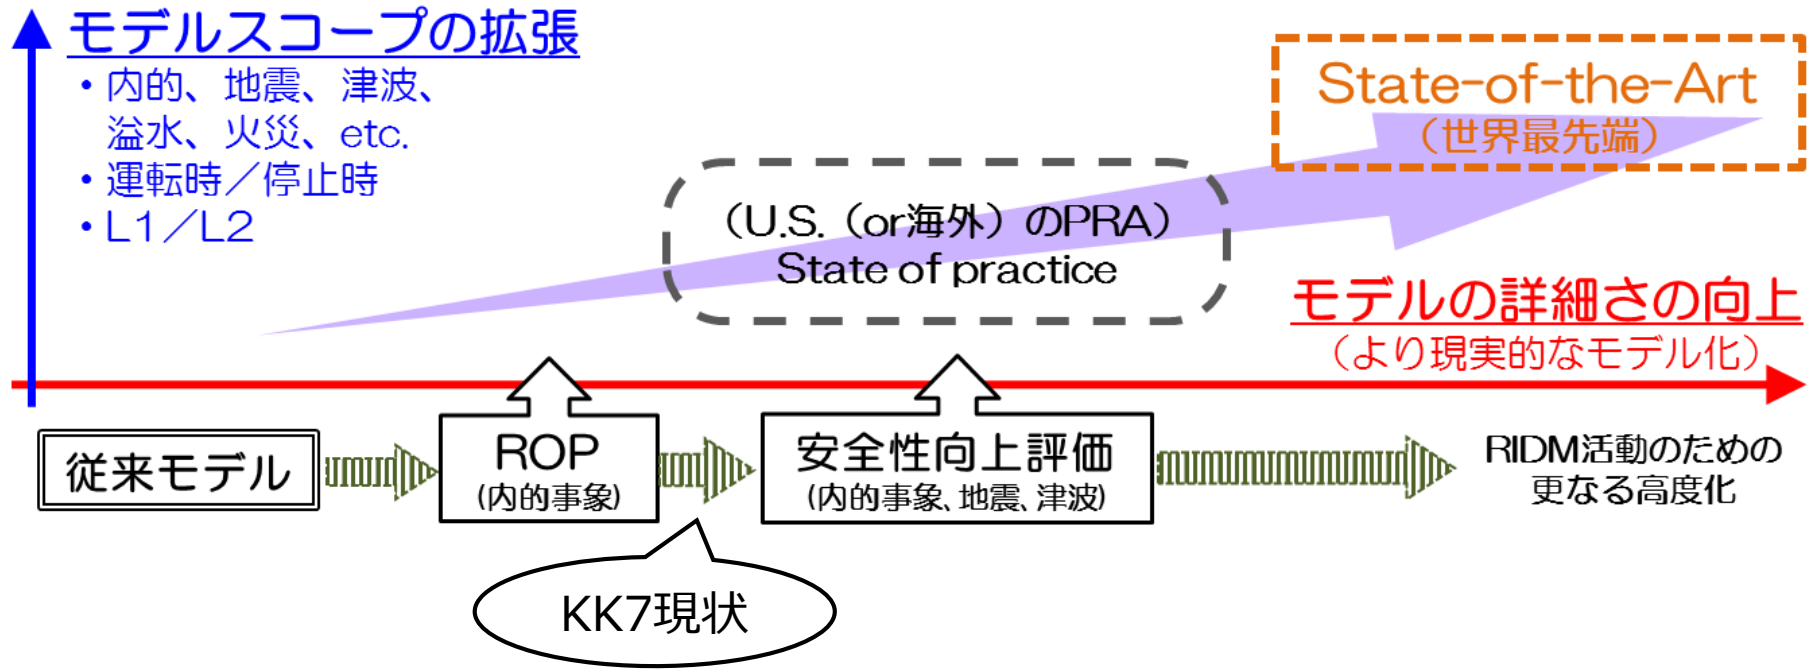 モデルスコープの拡張
・内的、地震、津波、
溢水、火災、etc.
・運転時／停止時
・L1／L2
State-of-the-Art
（世界最先端）
（U.S.（or海外）のPRA）
State of practice
モデルの詳細さの向上
（より現実的なモデル化）
従来モデル
ROP
(内的事象)
安全性向上評価
(内的事象、地震、津波)
RIDM活動のための
更なる高度化
KK7現状